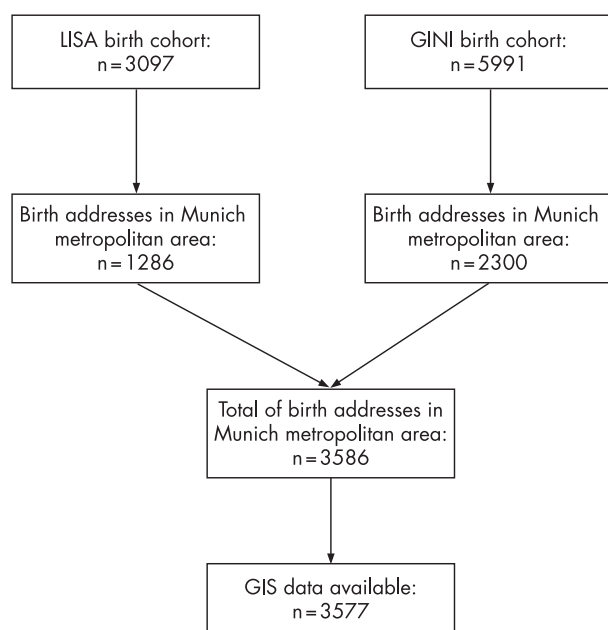 LISA birth cohort:
n=3097
GINI birth cohort:
n=5991
Birth addresses in Munich
metropolitan area:
n=1286
Birth addresses in Munich
metropolitan area:
n=2300
Total of birth addresses in
Munich metropolitan area:
n=3586
GIS data available:
n=3577